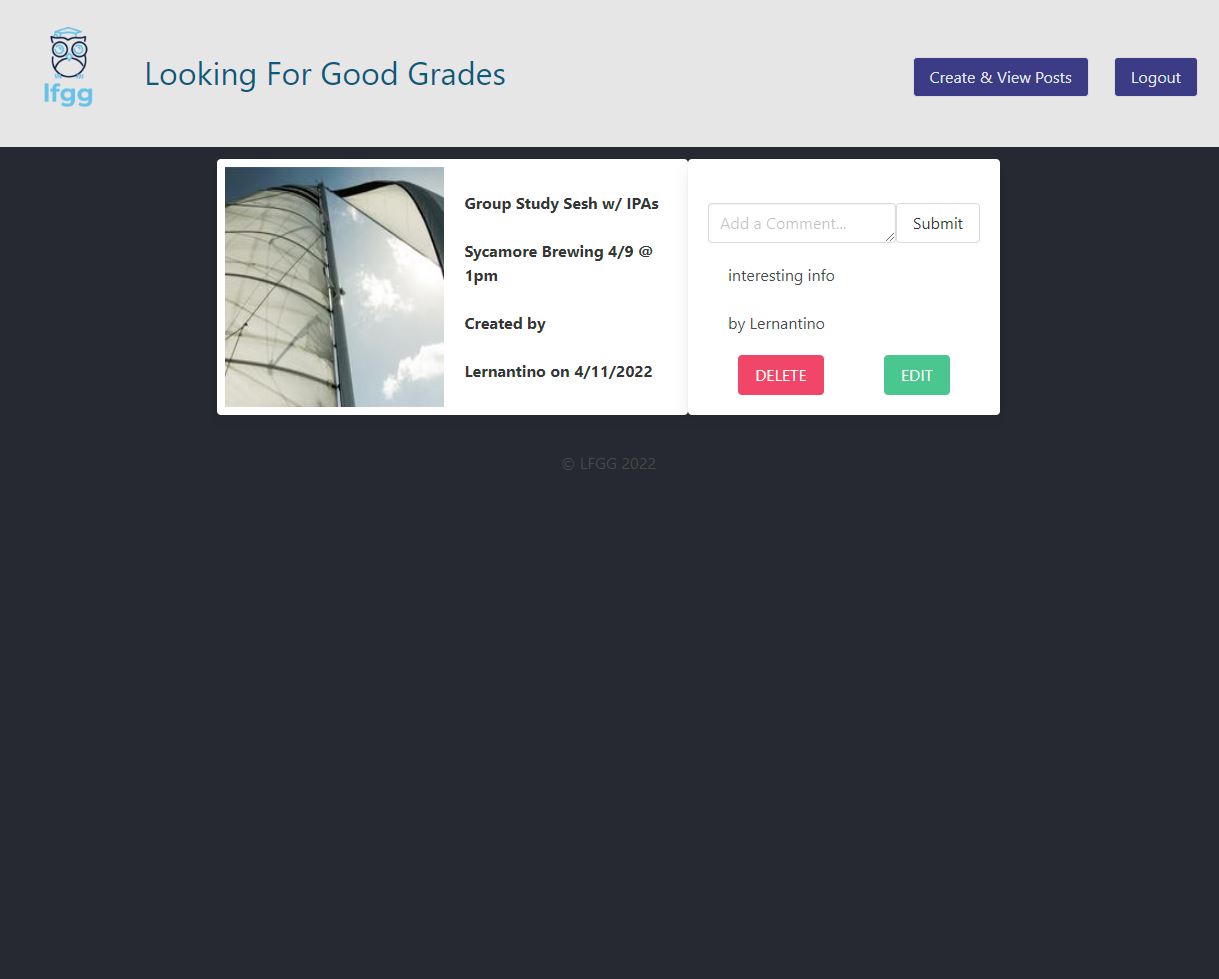 lfgg
Looking For Good Grades
Create & View Posts
Logout
Group Study Sesh w/ IPAs
Sycamore Brewing 4/9 @
1pm
Created by
Lernantino on 4/11/2022
Add a Comment...
Submit
interesting info
by Lernantino
DELETE
EDIT
© LFGG 2022